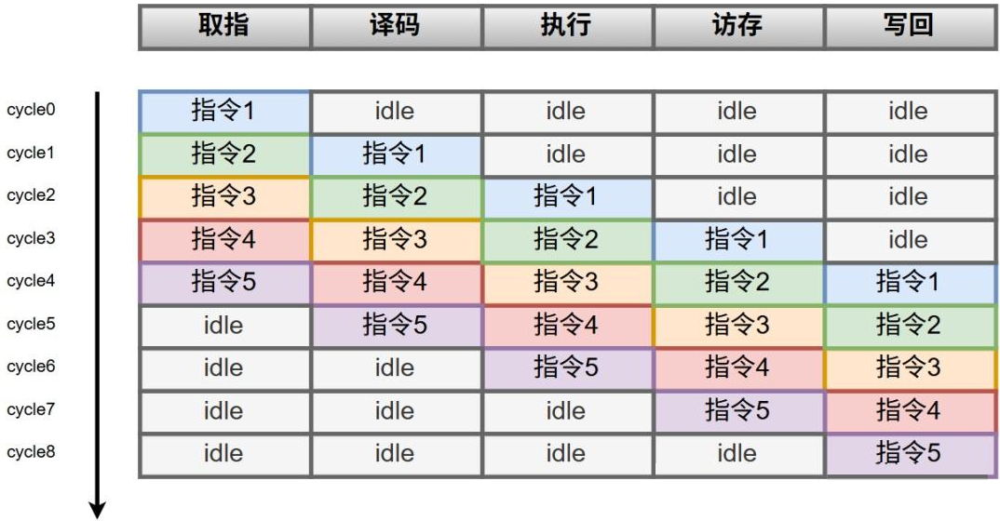 取指 译码 执行 访存 写回
cycle0 指令1 idle idle idle idle
cycle1 指令2 指令1 idle idle idle
cycle2 指令3 指令2 指令1 idle idle
cycle3 指令4 指令3 指令2 指令1 idle
cycle4 指令5 指令4 指令3 指令2 指令1
cycle5 idle 指令5 指令4 指令3 指令2
cycle6 idle idle 指令5 指令4 指令3
cycle7 idle idle idle 指令5 指令4
cycle8 idle idle idle idle 指令5